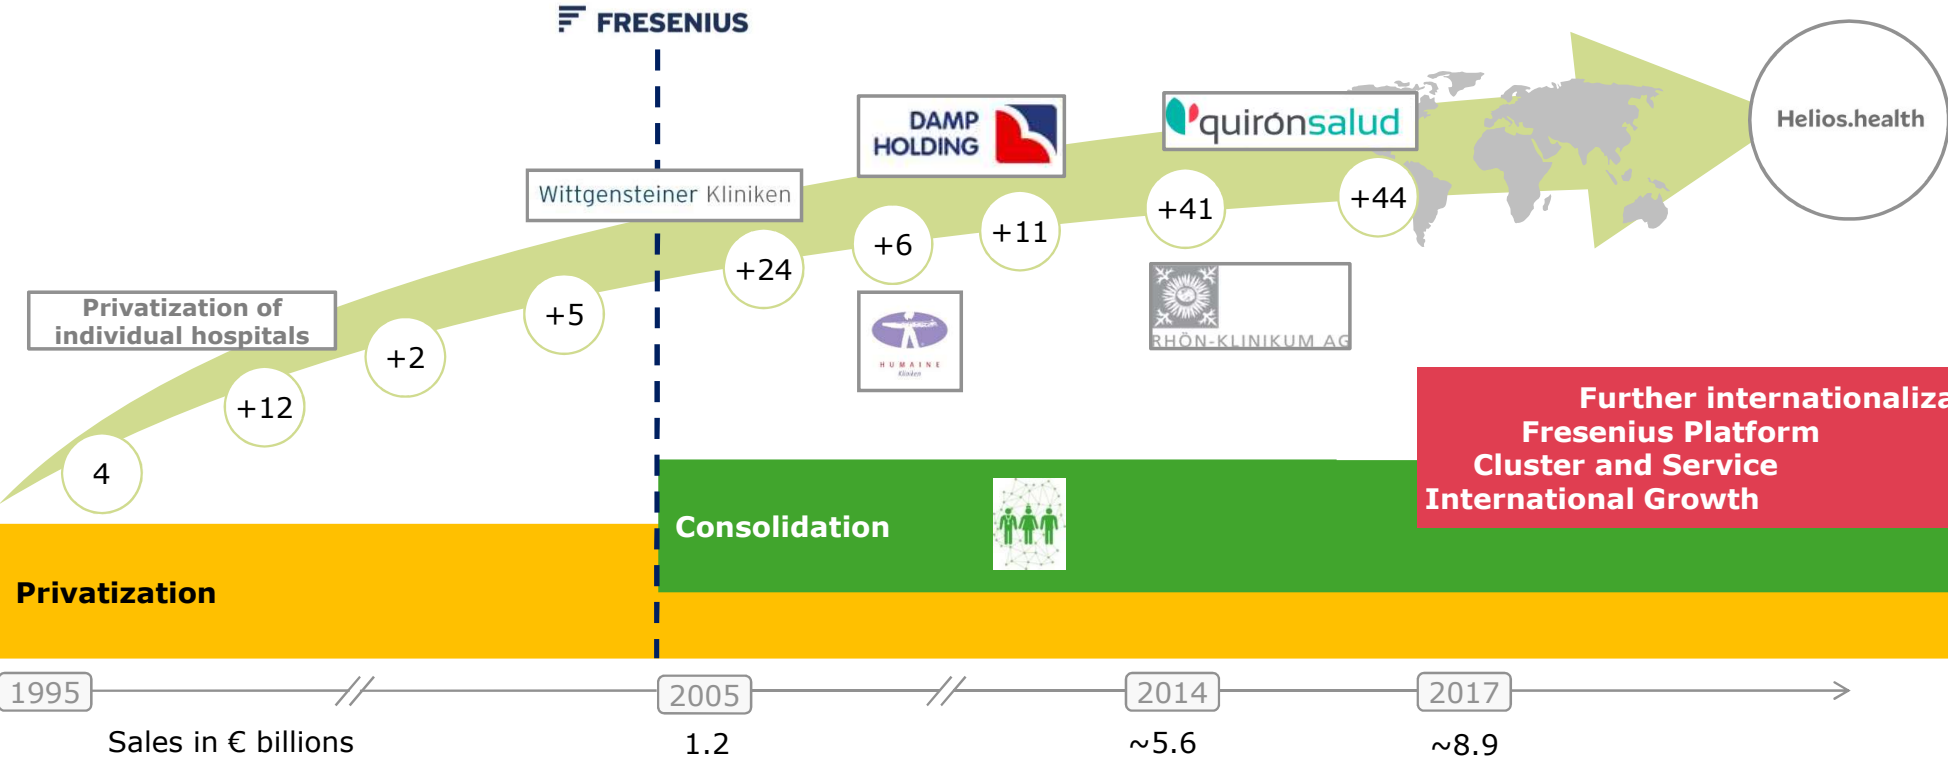 FRESENIUS
DAMP
HOLDING
quirónsalud
Helios.health
Wittgensteiner Kliniken
+44
+41
+11
+6
+24
Privatization of
individual hospitals
+5
+2
+12
4
HUMAINE
Kliniken
RHÖN-KLINIKUM AG
Further internationaliza
Fresenius Platform
Cluster and Service
International Growth
Consolidation
Privatization
1995
2005
2014
2017
Sales in € billions
1.2
~5.6
~8.9